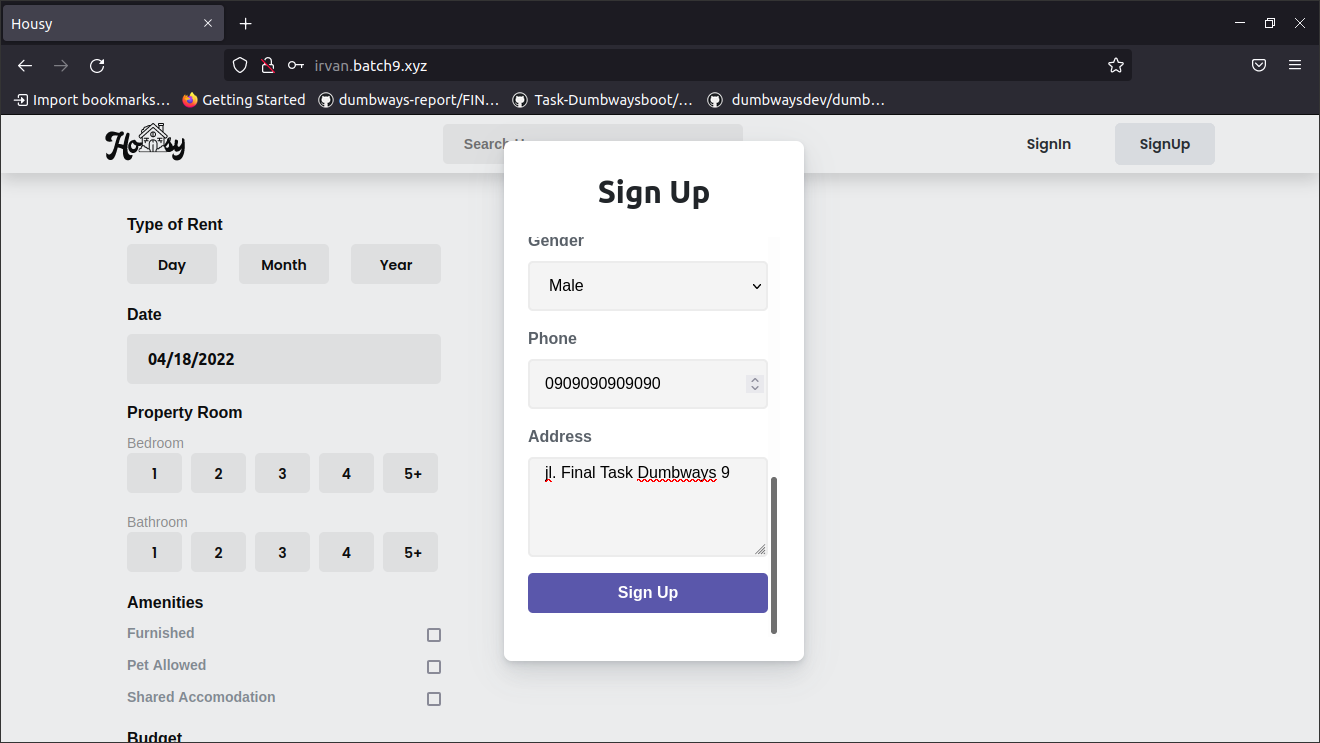 Housy
irvan.batch9.xyz
Import bookmarks… Getting Started dumbways-report/FIN… Task-Dumbwaysboot/… dumbwaysdev/dumb…
Housy
Search
SignIn
SignUp
Type of Rent
Day Month Year
Date
04/18/2022
Property Room
Bedroom
1 2 3 4 5+
Bathroom
1 2 3 4 5+
Amenities
Furnished
Pet Allowed
Shared Accomodation
Budget
Sign Up
Gender
Male
Phone
0909090909090
Address
jl. Final Task Dumbways 9
Sign Up